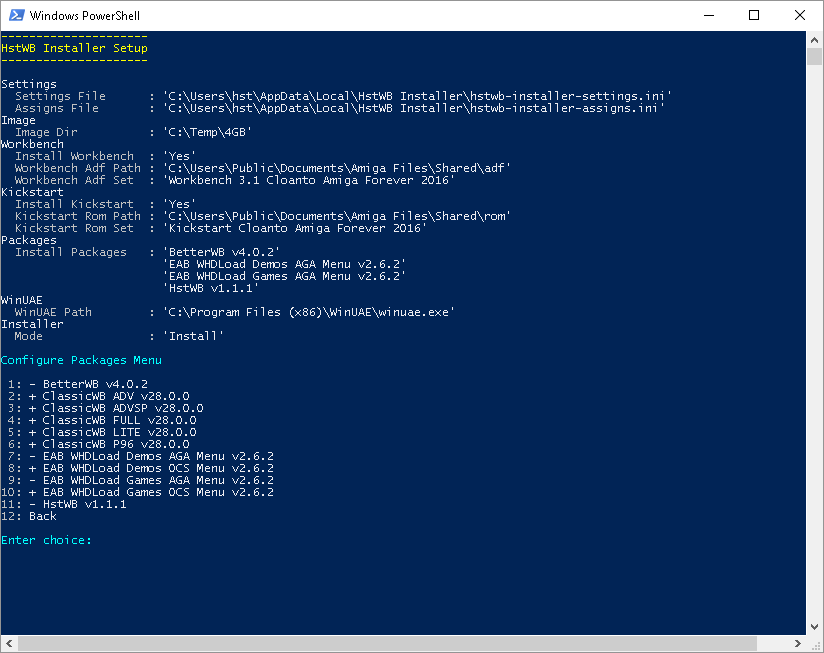 Windows PowerShell
---------------------
HstWB Installer Setup
---------------------
Settings
  Settings File      : 'C:\Users\hst\AppData\Local\HstWB Installer\hstwb-installer-settings.ini'
  Assigns File       : 'C:\Users\hst\AppData\Local\HstWB Installer\hstwb-installer-assigns.ini'
Image
  Image Dir          : 'C:\Temp\4GB'
Workbench
  Install Workbench  : 'Yes'
  Workbench Adf Path : 'C:\Users\Public\Documents\Amiga Files\Shared\adf'
  Workbench Adf Set  : 'Workbench 3.1 Cloanto Amiga Forever 2016'
Kickstart
  Install Kickstart  : 'Yes'
  Kickstart Rom Path : 'C:\Users\Public\Documents\Amiga Files\Shared\rom'
  Kickstart Rom Set  : 'Kickstart Cloanto Amiga Forever 2016'
Packages
  Install Packages   : 'BetterWB v4.0.2'
                       'EAB WHDLoad Demos AGA Menu v2.6.2'
                       'EAB WHDLoad Games AGA Menu v2.6.2'
                       'HstWB v1.1.1'
WinUAE
  WinUAE Path        : 'C:\Program Files (x86)\WinUAE\winuae.exe'
Installer
  Mode               : 'Install'
Configure Packages Menu
 1: - BetterWB v4.0.2
 2: + ClassicWB ADV v28.0.0
 3: + ClassicWB ADVSP v28.0.0
 4: + ClassicWB FULL v28.0.0
 5: + ClassicWB LITE v28.0.0
 6: + ClassicWB P96 v28.0.0
 7: - EAB WHDLoad Demos AGA Menu v2.6.2
 8: + EAB WHDLoad Demos OCS Menu v2.6.2
 9: - EAB WHDLoad Games AGA Menu v2.6.2
10: + EAB WHDLoad Games OCS Menu v2.6.2
11: - HstWB v1.1.1
12: Back
Enter choice: